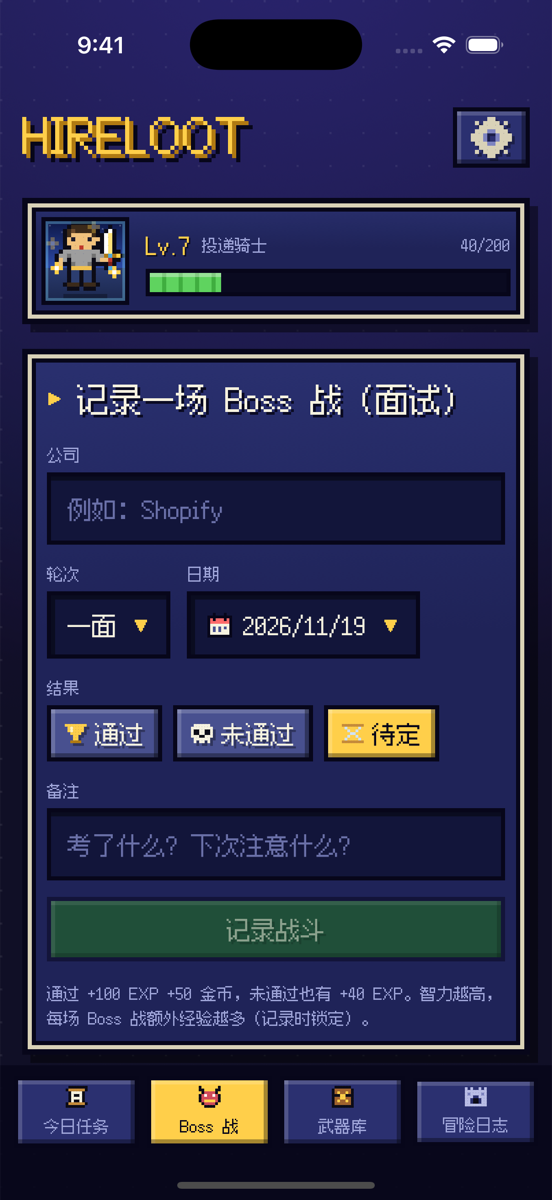 9:41
HIRELOOT
Lv.7 投递骑士 40/200
记录一场 Boss 战（面试）
公司
例如：Shopify
轮次 日期
一面 2026/11/19
结果
通过 未通过 待定
备注
考了什么？下次注意什么？
记录战斗
通过 +100 EXP +50 金币，未通过也有 +40 EXP。智力越高，
每场 Boss 战额外经验越多（记录时锁定）。
今日任务 Boss 战 武器库 冒险日志